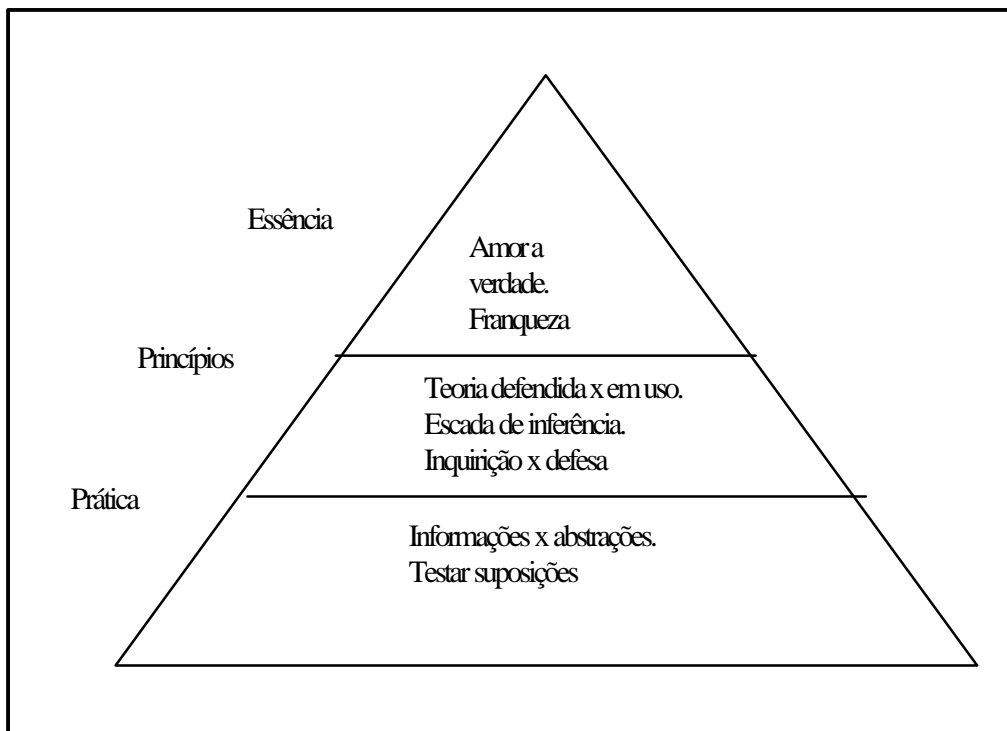 Essência
Amor a
verdade.
Franqueza
Princípios
Teoria defendida x em uso.
Escada de inferência.
Inquirição x defesa
Prática
Informações x abstrações.
Testar suposições